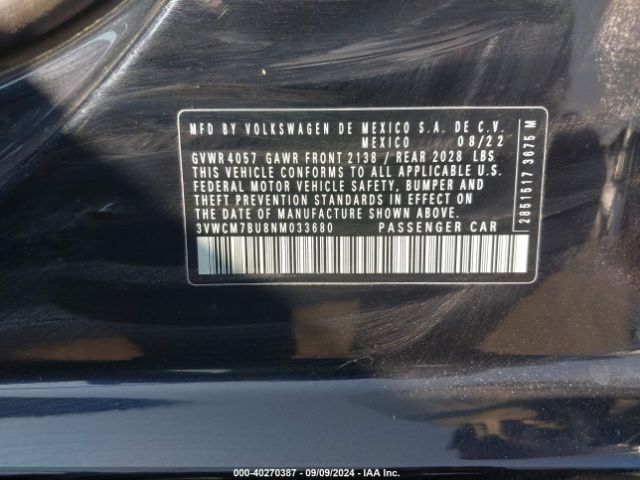 MFD BY VOLKSWAGEN DE MEXICO S.A. DE C.V.
MEXICO 08/22
GVWR 4057 GAWR FRONT 2138 / REAR 2028 LBS
THIS VEHICLE CONFORMS TO ALL APPLICABLE U.S.
FEDERAL MOTOR VEHICLE SAFETY, BUMPER AND
THEFT PREVENTION STANDARDS IN EFFECT ON
THE DATE OF MANUFACTURE SHOWN ABOVE.
3VWCM7BU8NM033680 PASSENGER CAR
2851517 3675 M
000-40270387 - 09/09/2024 - IAA Inc.